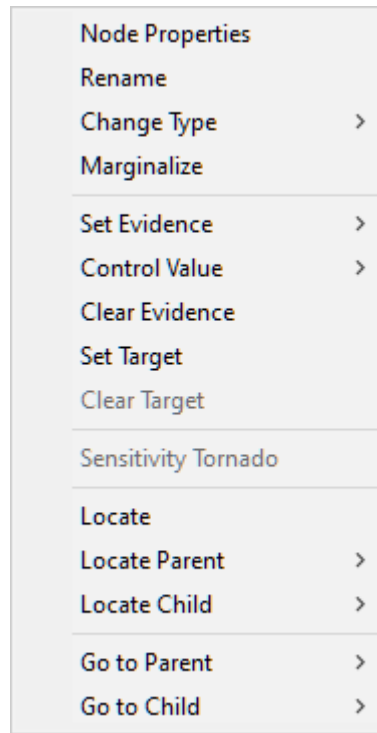 Node Properties
Rename
Change Type
Marginalize
Set Evidence
Control Value
Clear Evidence
Set Target
Clear Target
Sensitivity Tornado
Locate
Locate Parent
Locate Child
Go to Parent
Go to Child